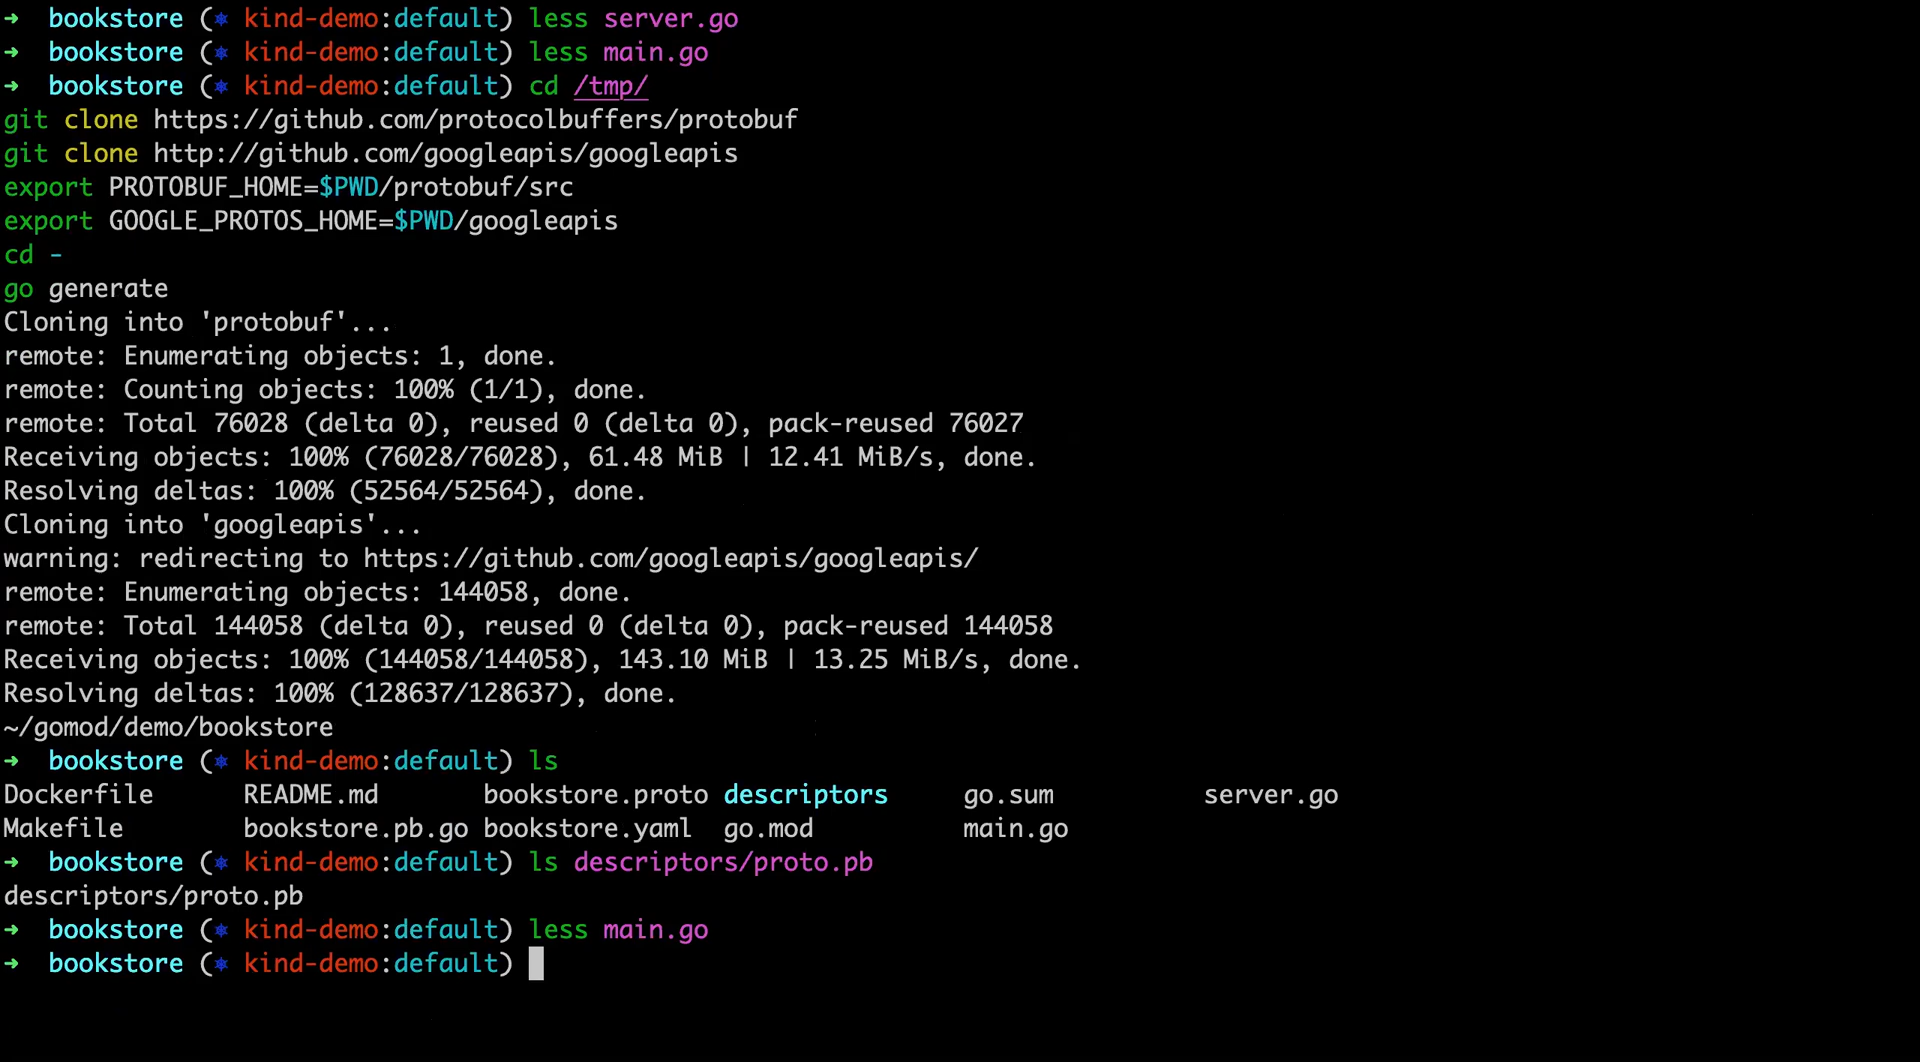 ➜  bookstore (⎈ kind-demo:default) less server.go
➜  bookstore (⎈ kind-demo:default) less main.go
➜  bookstore (⎈ kind-demo:default) cd /tmp/
git clone https://github.com/protocolbuffers/protobuf
git clone http://github.com/googleapis/googleapis
export PROTOBUF_HOME=$PWD/protobuf/src
export GOOGLE_PROTOS_HOME=$PWD/googleapis
cd -
go generate
Cloning into 'protobuf'...
remote: Enumerating objects: 1, done.
remote: Counting objects: 100% (1/1), done.
remote: Total 76028 (delta 0), reused 0 (delta 0), pack-reused 76027
Receiving objects: 100% (76028/76028), 61.48 MiB | 12.41 MiB/s, done.
Resolving deltas: 100% (52564/52564), done.
Cloning into 'googleapis'...
warning: redirecting to https://github.com/googleapis/googleapis/
remote: Enumerating objects: 144058, done.
remote: Total 144058 (delta 0), reused 0 (delta 0), pack-reused 144058
Receiving objects: 100% (144058/144058), 143.10 MiB | 13.25 MiB/s, done.
Resolving deltas: 100% (128637/128637), done.
~/gomod/demo/bookstore
➜  bookstore (⎈ kind-demo:default) ls
Dockerfile      README.md       bookstore.proto descriptors     go.sum          server.go
Makefile        bookstore.pb.go bookstore.yaml  go.mod          main.go
➜  bookstore (⎈ kind-demo:default) ls descriptors/proto.pb
descriptors/proto.pb
➜  bookstore (⎈ kind-demo:default) less main.go
➜  bookstore (⎈ kind-demo:default)